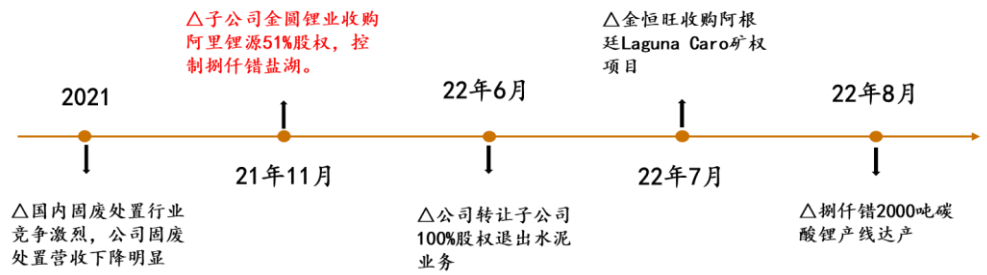 △子公司金圆锂业收购
阿里锂源51%股权，控
制捌仟错盐湖。
△金恒旺收购阿根
廷Laguna Caro矿权
项目
2021
22年6月
22年8月
21年11月
22年7月
△国内固废处置行业
竞争激烈，公司固废
处置营收下降明显
△公司转让子公司
100%股权退出水泥
业务
△捌仟错2000吨碳
酸锂产线达产